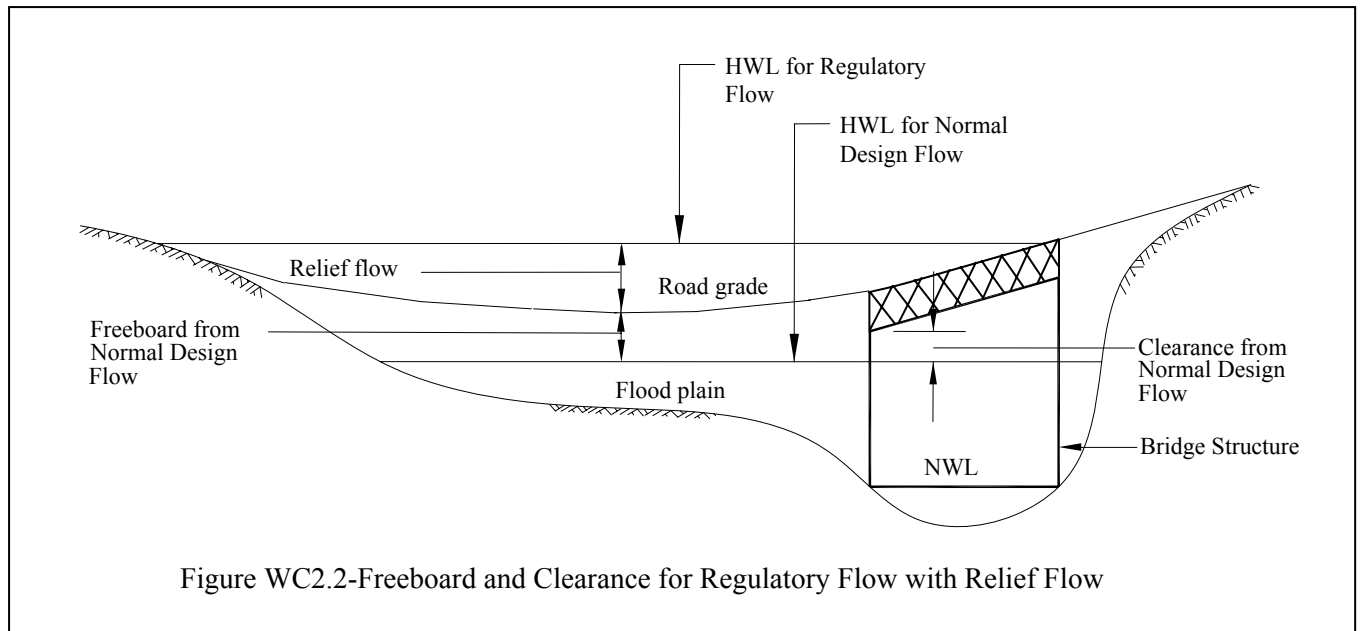 HWL for Regulatory
Flow
HWL for Normal
Design Flow
Relief flow
Road grade
Freeboard from
Normal Design
Flow
Clearance from
Normal Design
Flow
Flood plain
Bridge Structure
NWL
Figure WC2.2-Freeboard and Clearance for Regulatory Flow with Relief Flow